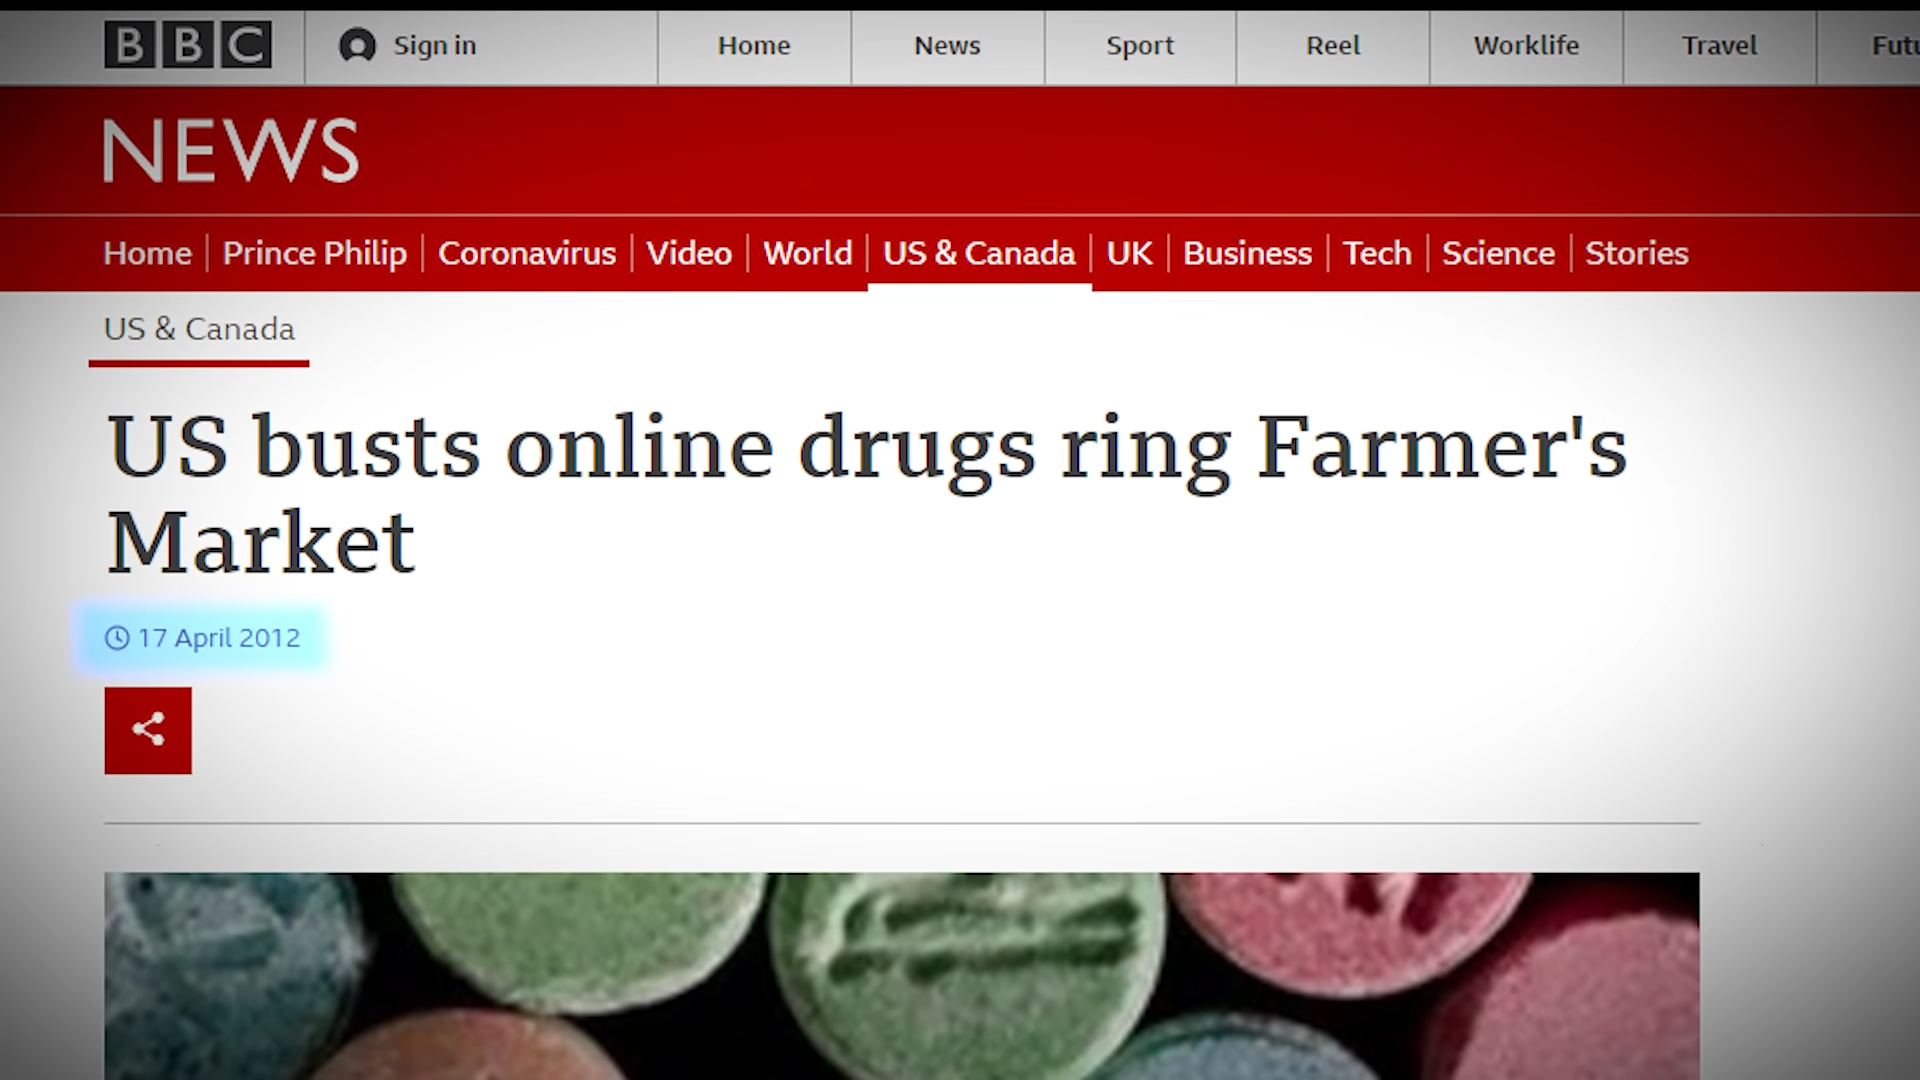 BBC Sign in Home News Sport Reel Worklife Travel Futu
NEWS
Home Prince Philip Coronavirus Video World US & Canada UK Business Tech Science Stories
US & Canada
US busts online drugs ring Farmer's
Market
17 April 2012